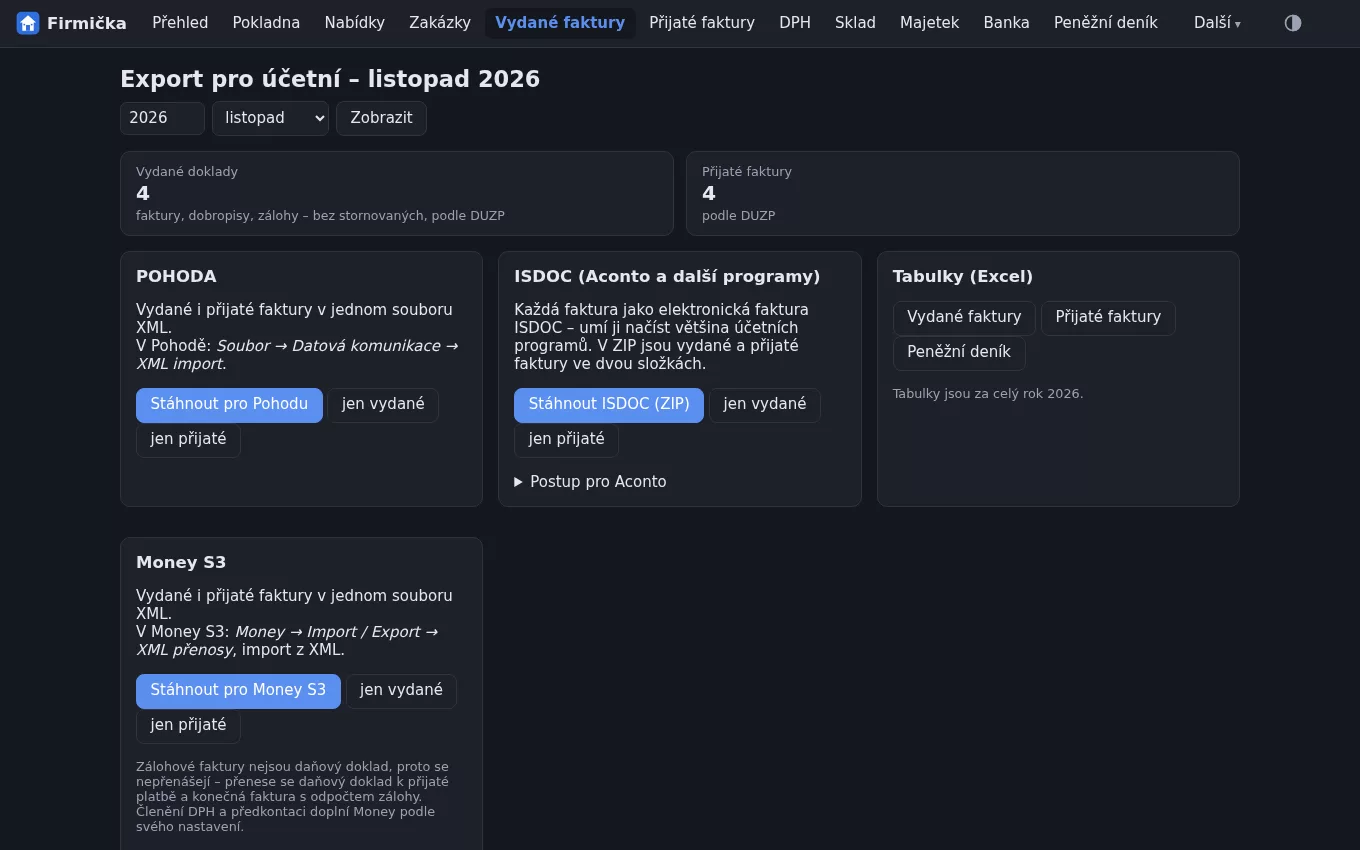 Firmička Přehled Pokladna Nabídky Zakázky Vydané faktury Přijaté faktury DPH Sklad Majetek Banka Peněžní deník Další ▾
Export pro účetní – listopad 2026
2026 listopad Zobrazit
Vydané doklady
4
faktury, dobropisy, zálohy – bez stornovaných, podle DUZP
Přijaté faktury
4
podle DUZP
POHODA
Vydané i přijaté faktury v jednom souboru
XML.
V Pohodě: Soubor → Datová komunikace →
XML import.
Stáhnout pro Pohodu jen vydané
jen přijaté
ISDOC (Aconto a další programy)
Každá faktura jako elektronická faktura
ISDOC – umí ji načíst většina účetních
programů. V ZIP jsou vydané a přijaté
faktury ve dvou složkách.
Stáhnout ISDOC (ZIP) jen vydané
jen přijaté
▶ Postup pro Aconto
Tabulky (Excel)
Vydané faktury Přijaté faktury
Peněžní deník
Tabulky jsou za celý rok 2026.
Money S3
Vydané i přijaté faktury v jednom souboru
XML.
V Money S3: Money → Import / Export →
XML přenosy, import z XML.
Stáhnout pro Money S3 jen vydané
jen přijaté
Zálohové faktury nejsou daňový doklad, proto se
nepřenášejí – přenese se daňový doklad k přijaté
platbě a konečná faktura s odpočtem zálohy.
Členění DPH a předkontaci doplní Money podle
svého nastavení.